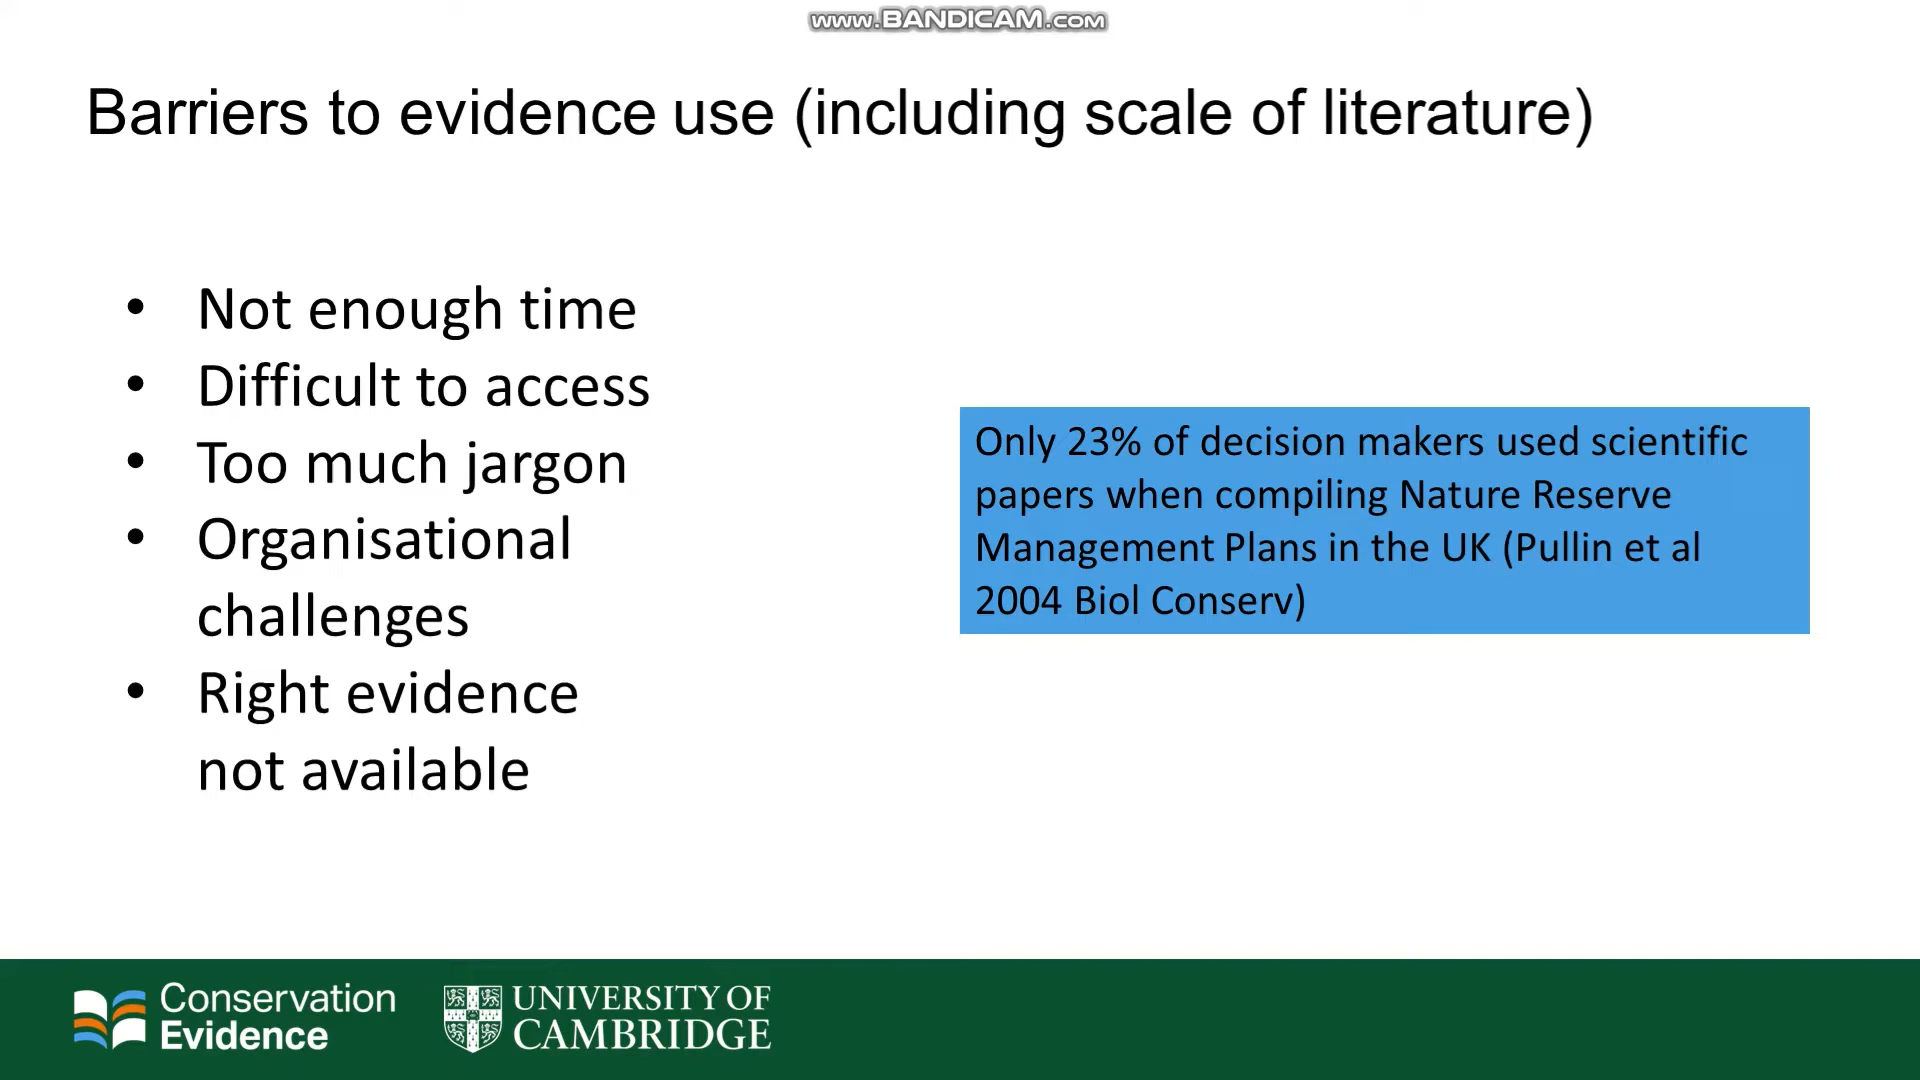 www.BANDICAM.com
Barriers to evidence use (including scale of literature)
• Not enough time
• Difficult to access
• Too much jargon
• Organisational
challenges
• Right evidence
not available
Only 23% of decision makers used scientific
papers when compiling Nature Reserve
Management Plans in the UK (Pullin et al
2004 Biol Conserv)
Conservation
Evidence
UNIVERSITY OF
CAMBRIDGE